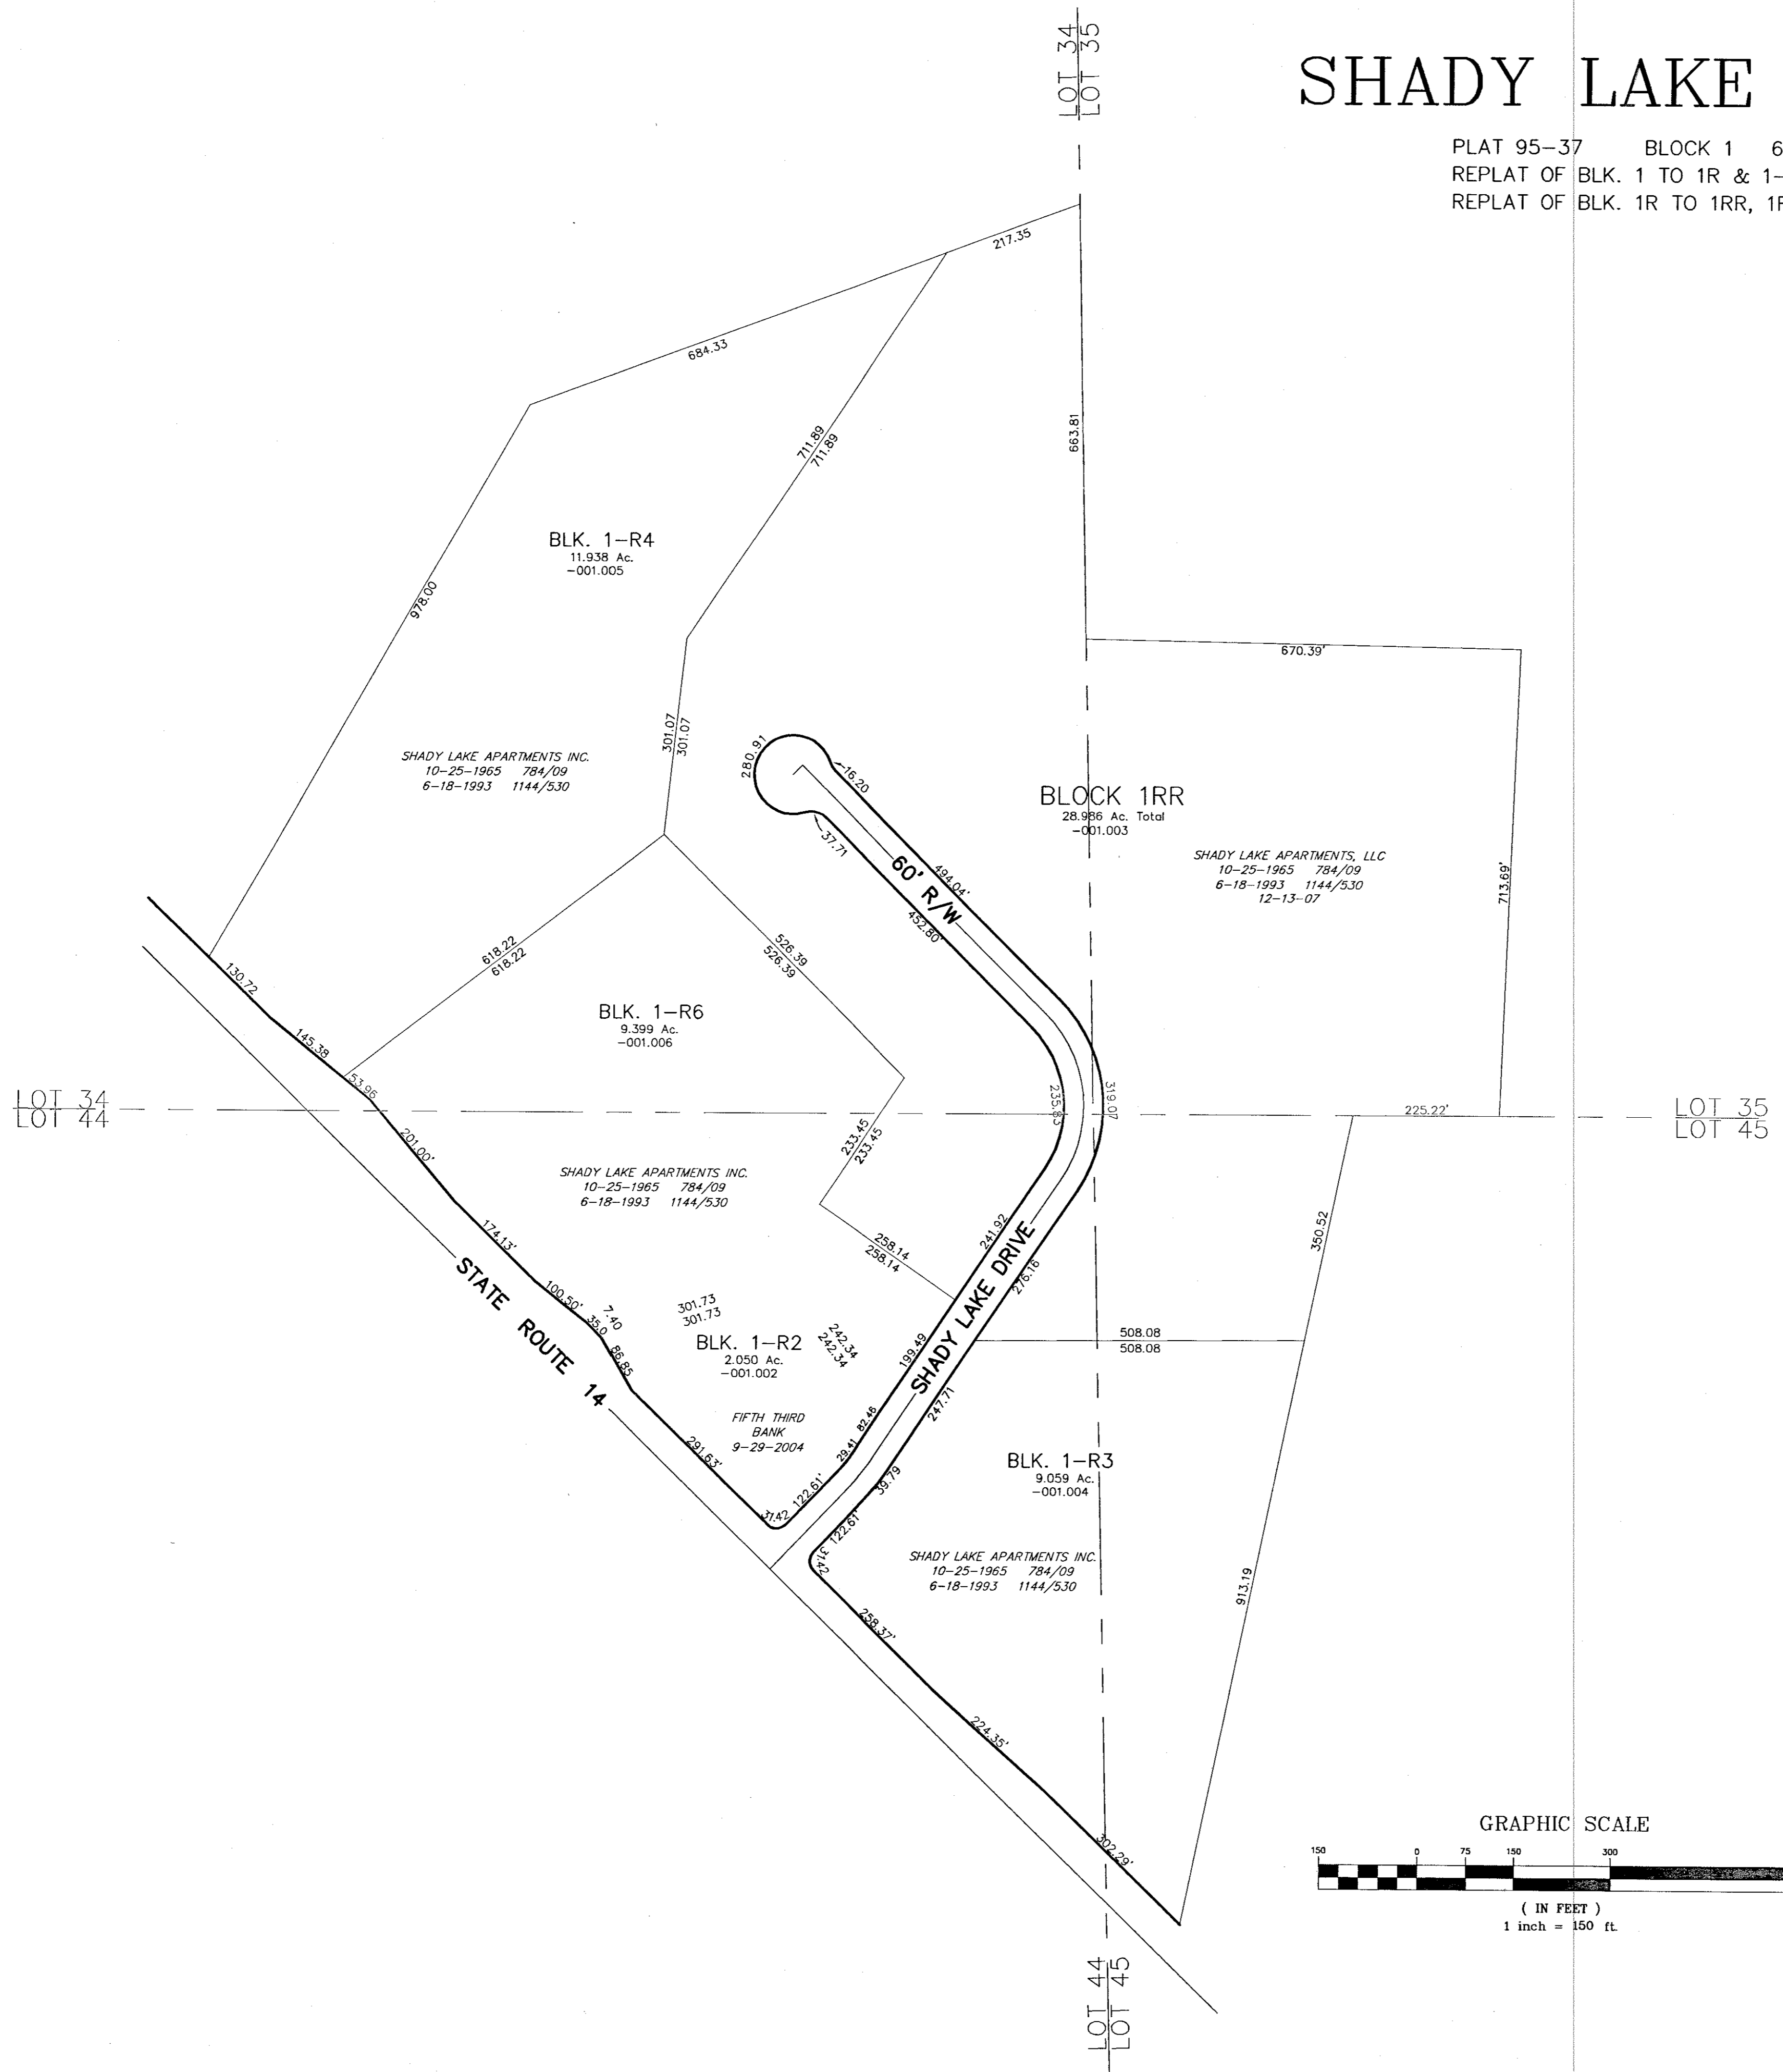 LOT 34
LOT 35
SHADY LAKE
PLAT 95-37 BLOCK 1 6
REPLAT OF BLK. 1 TO 1R & 1-
REPLAT OF BLK. 1R TO 1RR, 1
217.35
684.33
711.89
711.89
663.81
BLK. 1-R4
11.938 Ac.
-001.005
978.00
670.39'
301.07
301.07
SHADY LAKE APARTMENTS INC.
10-25-1965 784/09
6-18-1993 1144/530
280.91
16.20
37.71
BLOCK 1RR
28.986 Ac. Total
-001.003
SHADY LAKE APARTMENTS, LLC
10-25-1965 784/09
6-18-1993 1144/530
12-13-07
713.69'
60' R/W
494.04'
452.80'
618.22
618.22
526.39
526.39
130.72
145.38
53.96
BLK. 1-R6
9.399 Ac.
-001.006
LOT 34
LOT 44
235.83
319.07
225.22'
LOT 35
LOT 45
201.00'
233.45
233.45
SHADY LAKE APARTMENTS INC.
10-25-1965 784/09
6-18-1993 1144/530
174.13'
258.14
258.14
241.92
276.16
SHADY LAKE DRIVE
350.52
STATE ROUTE 14
100.50'
35.0
7.40
86.85
301.73
301.73
242.34
242.34
BLK. 1-R2
2.050 Ac.
-001.002
199.49
508.08
508.08
247.71
FIFTH THIRD
BANK
9-29-2004
291.63'
82.46
29.41
122.61'
31.42
39.79
122.61'
31.42
BLK. 1-R3
9.059 Ac.
-001.004
SHADY LAKE APARTMENTS INC.
10-25-1965 784/09
6-18-1993 1144/530
913.19
258.37'
224.35'
302.29'
GRAPHIC SCALE
150 0 75 150 300
( IN FEET )
1 inch = 150 ft.
LOT 44
LOT 45